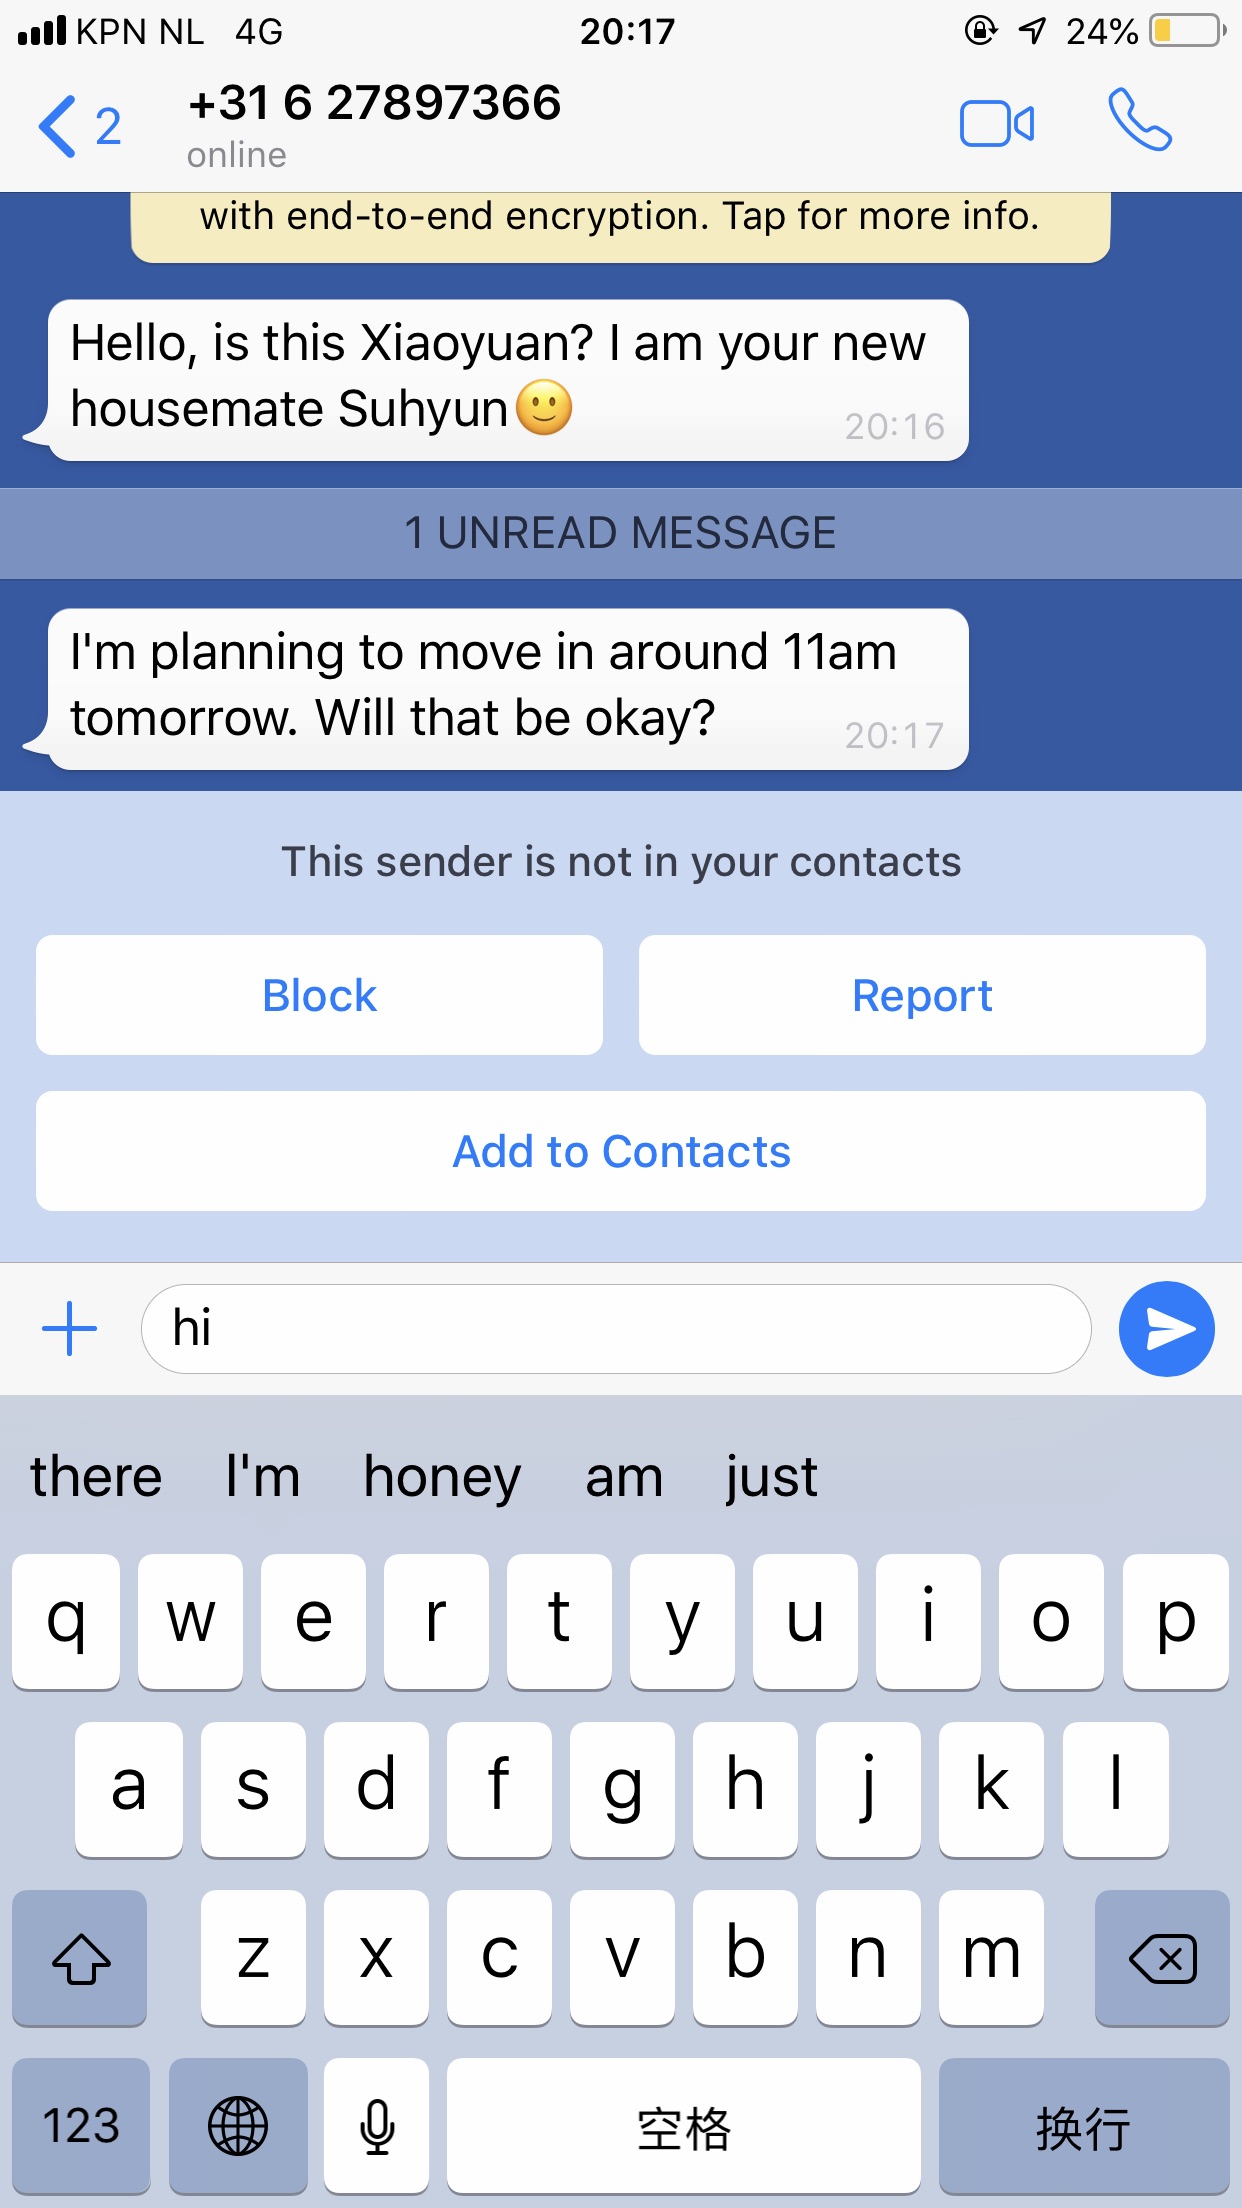 KPN NL 4G 20:17 24%
2 +31 6 27897366
online
with end-to-end encryption. Tap for more info.
Hello, is this Xiaoyuan? I am your new
housemate Suhyun🙂 20:16
1 UNREAD MESSAGE
I'm planning to move in around 11am
tomorrow. Will that be okay? 20:17
This sender is not in your contacts
Block Report
Add to Contacts
hi
there I'm honey am just
q w e r t y u i o p
a s d f g h j k l
z x c v b n m
123 空格 换行